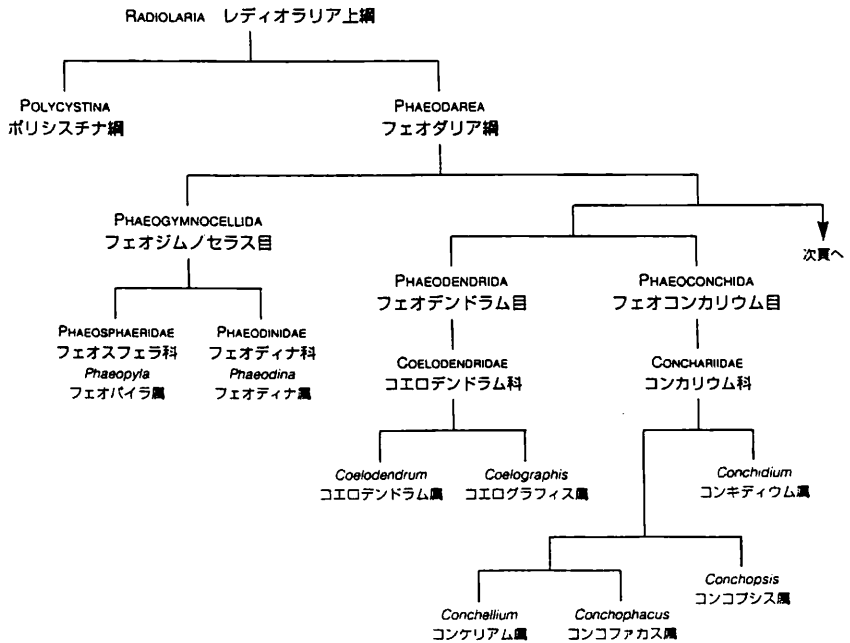 RADIOLARIA レディオラリア上綱
POLYCYSTINA
ポリシスチナ綱
PHAEODAREA
フェオダリア綱
PHAEOGYMNOCELLIDA
フェオジムノセラス目
次頁へ
PHAEODENDRIDA
フェオデンドラム目
PHAEOCONCHIDA
フェオコンカリウム目
PHAEOSPHAERIDAE
フェオスフェラ科
Phaeopyla
フェオパイラ属
PHAEODINIDAE
フェオディナ科
Phaeodina
フェオディナ属
COELODENDRIDAE
コエロデンドラム科
CONCHARIIDAE
コンカリウム科
Coelodendrum
コエロデンドラム属
Coelographis
コエログラフィス属
Conchidium
コンキディウム属
Conchopsis
コンコプシス属
Conchellium
コンケリアム属
Conchophacus
コンコファカス属